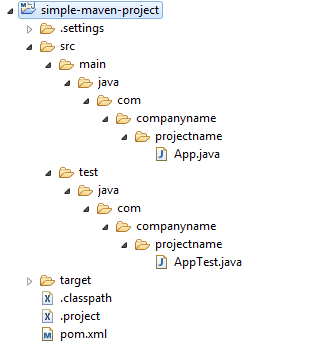 simple-maven-project
.settings
src
main
java
com
companyname
projectname
App.java
test
java
com
companyname
projectname
AppTest.java
target
.classpath
.project
pom.xml